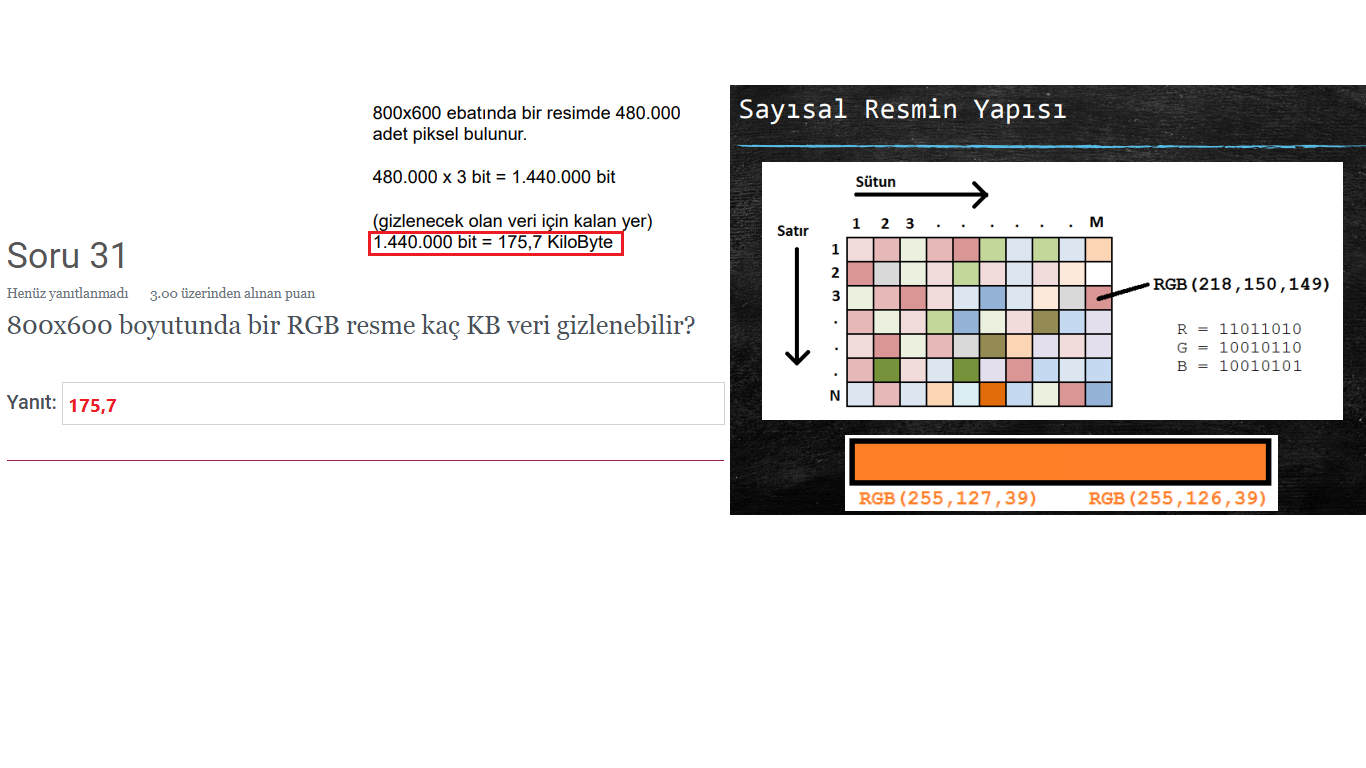 800x600 ebatında bir resimde 480.000
adet piksel bulunur.
480.000 x 3 bit = 1.440.000 bit
(gizlenecek olan veri için kalan yer)
1.440.000 bit = 175,7 KiloByte
Soru 31
Henüz yanıtlanmadı 3.00 üzerinden alınan puan
800x600 boyutunda bir RGB resme kaç KB veri gizlenebilir?
Yanıt: 175,7
Sayısal Resmin Yapısı
Sütun
1 2 3 . . . . . . M
Satır
1
2
3
.
.
.
N
RGB(218,150,149)
R = 11011010
G = 10010110
B = 10010101
RGB(255,127,39) RGB(255,126,39)